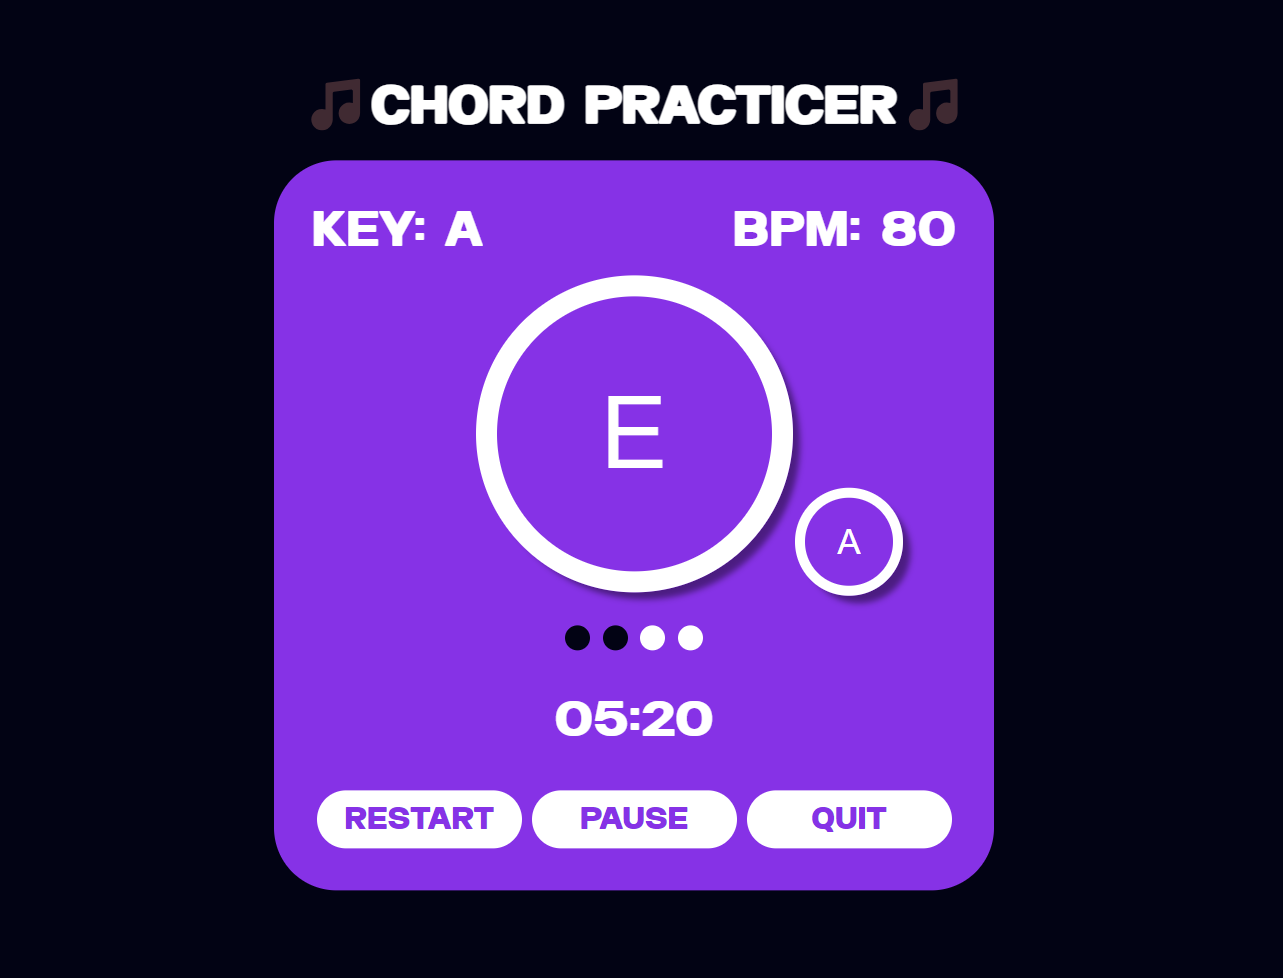 🎵CHORD PRACTICER🎵
KEY: A
BPM: 80
E
A
05:20
RESTART
PAUSE
QUIT